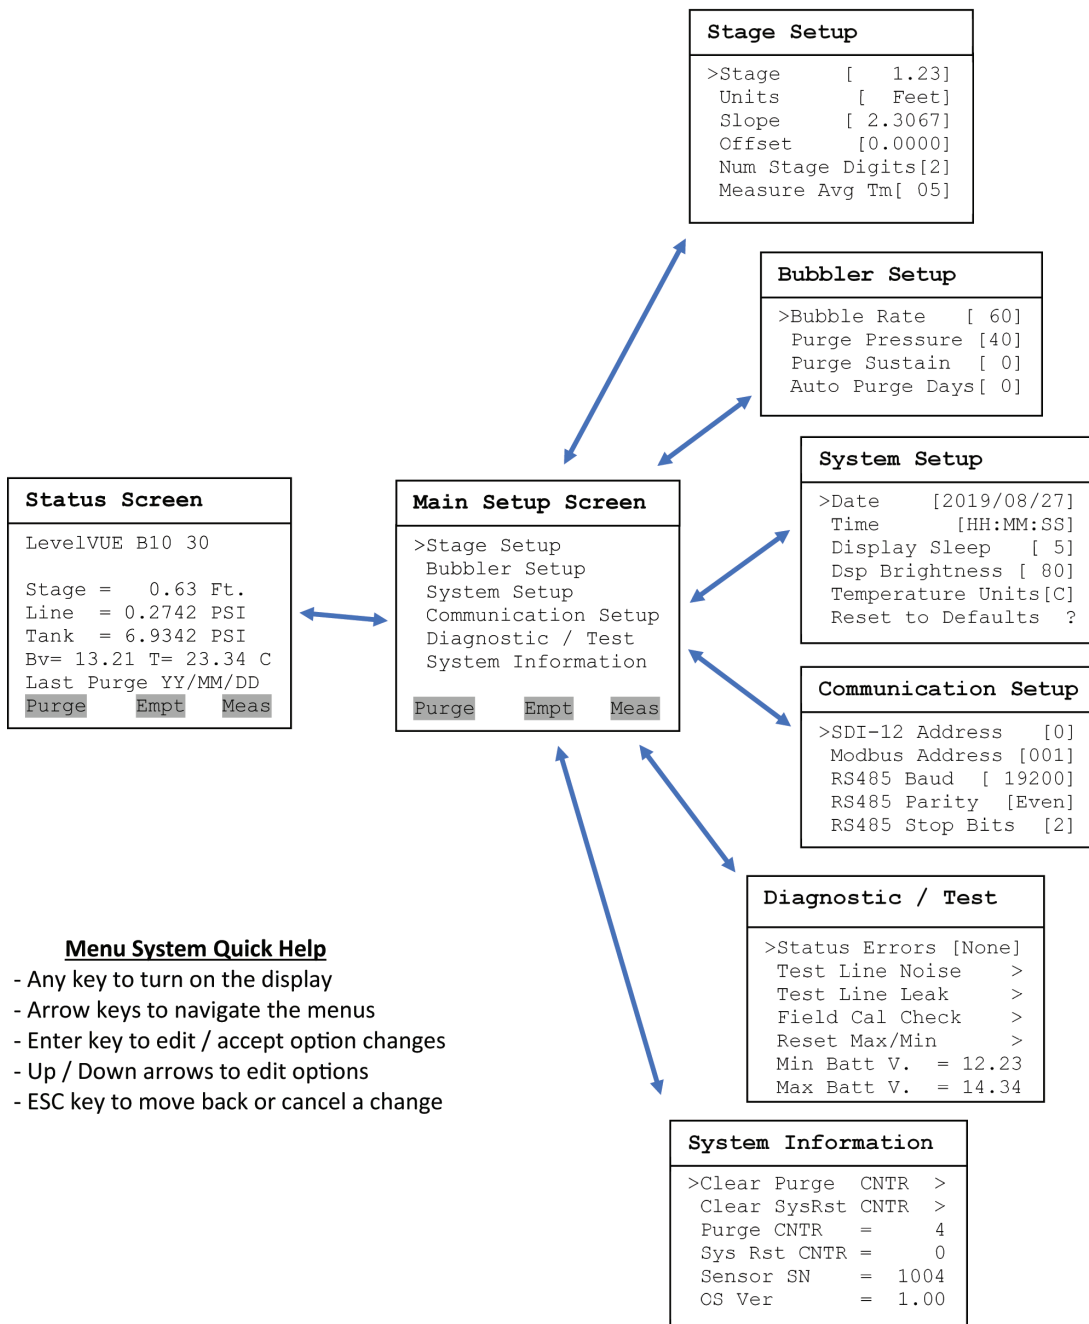 Stage Setup
>Stage [ 1.23]
Units [ Feet]
Slope [ 2.3067]
Offset [0.0000]
Num Stage Digits[2]
Measure Avg Tm[ 05]
Bubbler Setup
>Bubble Rate [ 60]
Purge Pressure [40]
Purge Sustain [ 0]
Auto Purge Days[ 0]
System Setup
>Date [2019/08/27]
Time [HH:MM:SS]
Display Sleep [ 5]
Dsp Brightness [ 80]
Temperature Units[C]
Reset to Defaults ?
Status Screen
LevelVUE B10 30
Stage = 0.63 Ft.
Line = 0.2742 PSI
Tank = 6.9342 PSI
Bv= 13.21 T= 23.34 C
Last Purge YY/MM/DD
Purge Empt Meas
Main Setup Screen
>Stage Setup
Bubbler Setup
System Setup
Communication Setup
Diagnostic / Test
System Information
Purge Empt Meas
Communication Setup
>SDI-12 Address [0]
Modbus Address [001]
RS485 Baud [ 19200]
RS485 Parity [Even]
RS485 Stop Bits [2]
Diagnostic / Test
>Status Errors [None]
Test Line Noise >
Test Line Leak >
Field Cal Check >
Reset Max/Min >
Min Batt V. = 12.23
Max Batt V. = 14.34
Menu System Quick Help
- Any key to turn on the display
- Arrow keys to navigate the menus
- Enter key to edit / accept option changes
- Up / Down arrows to edit options
- ESC key to move back or cancel a change
System Information
>Clear Purge CNTR >
Clear SysRst CNTR >
Purge CNTR = 4
Sys Rst CNTR = 0
Sensor SN = 1004
OS Ver = 1.00